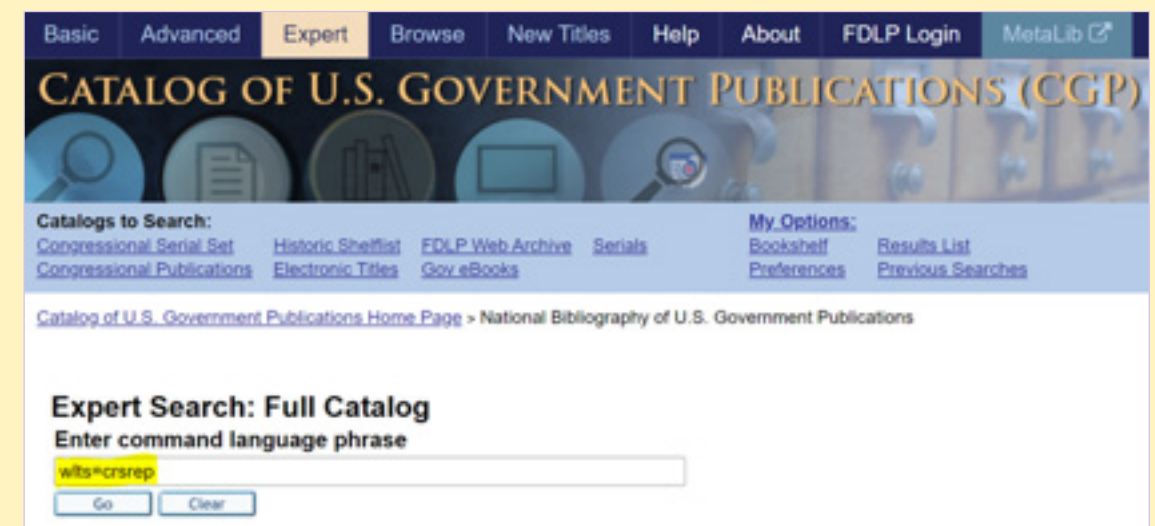 Basic Advanced Expert Browse New Titles Help About FDLP Login MetaLib
CATALOG OF U.S. GOVERNMENT PUBLICATIONS (CGP)
Catalogs to Search: My Options:
Congressional Serial Set Historic Shelflist FDLP Web Archive Serials Bookshelf Results List
Congressional Publications Electronic Titles Gov eBooks Preferences Previous Searches
Catalog of U.S. Government Publications Home Page > National Bibliography of U.S. Government Publications
Expert Search: Full Catalog
Enter command language phrase
wlts=crsrep
Go Clear